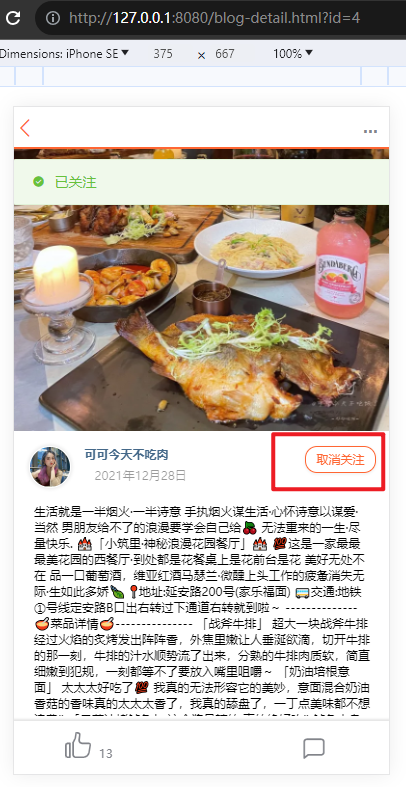 http://127.0.0.1:8080/blog-detail.html?id=4
Dimensions: iPhone SE 375 × 667 100%
已关注
可可今天不吃肉
2021年12月28日
取消关注
生活就是一半烟火·一半诗意 手执烟火谋生活·心怀诗意以谋爱·
当然 男朋友给不了的浪漫要学会自己给🍒 无法重来的一生·尽
量快乐. 🏰「小筑里·神秘浪漫花园餐厅」🏰 💯这是一家最最
最美花园的西餐厅·到处都是花餐桌上是花前台是花 美好无处不
在 品一口葡萄酒，维亚红酒马瑟兰·微醺上头工作的疲惫消失无
际·生如此多娇🍃 📍地址:延安路200号(家乐福面) 🚌交通:地铁
①号线定安路B口出右转过下通道右转就到啦～ --------------
🥣菜品详情🥣--------------- 「战斧牛排」 超大一块战斧牛排
经过火焰的炙烤发出阵阵香，外焦里嫩让人垂涎欲滴，切开牛排
的那一刻，牛排的汁水顺势流了出来，分熟的牛排肉质软，简直
细嫩到犯规，一刻都等不了要放入嘴里咀嚼～ 「奶油培根意
面」 太太太好吃了💯 我真的无法形容它的美妙，意面混合奶油
香菇的香味真的太太太香了，我真的舔盘了，一丁点美味都不想
13